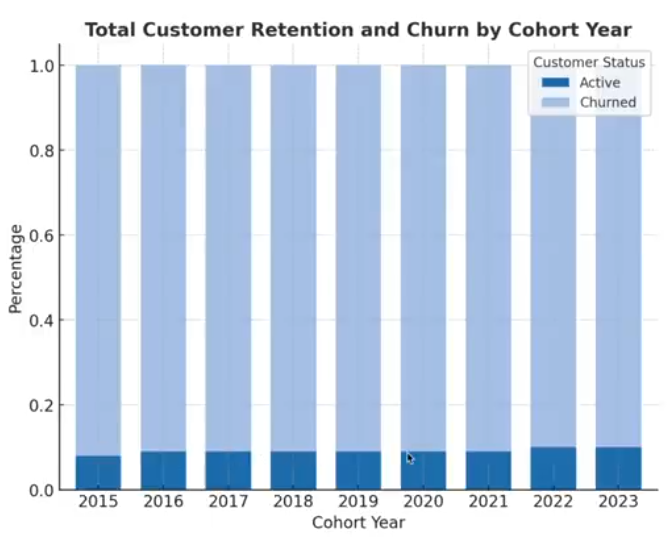 Total Customer Retention and Churn by Cohort Year
Customer Status
Active
Churned
Percentage
1.0
0.8
0.6
0.4
0.2
0.0
2015 2016 2017 2018 2019 2020 2021 2022 2023
Cohort Year